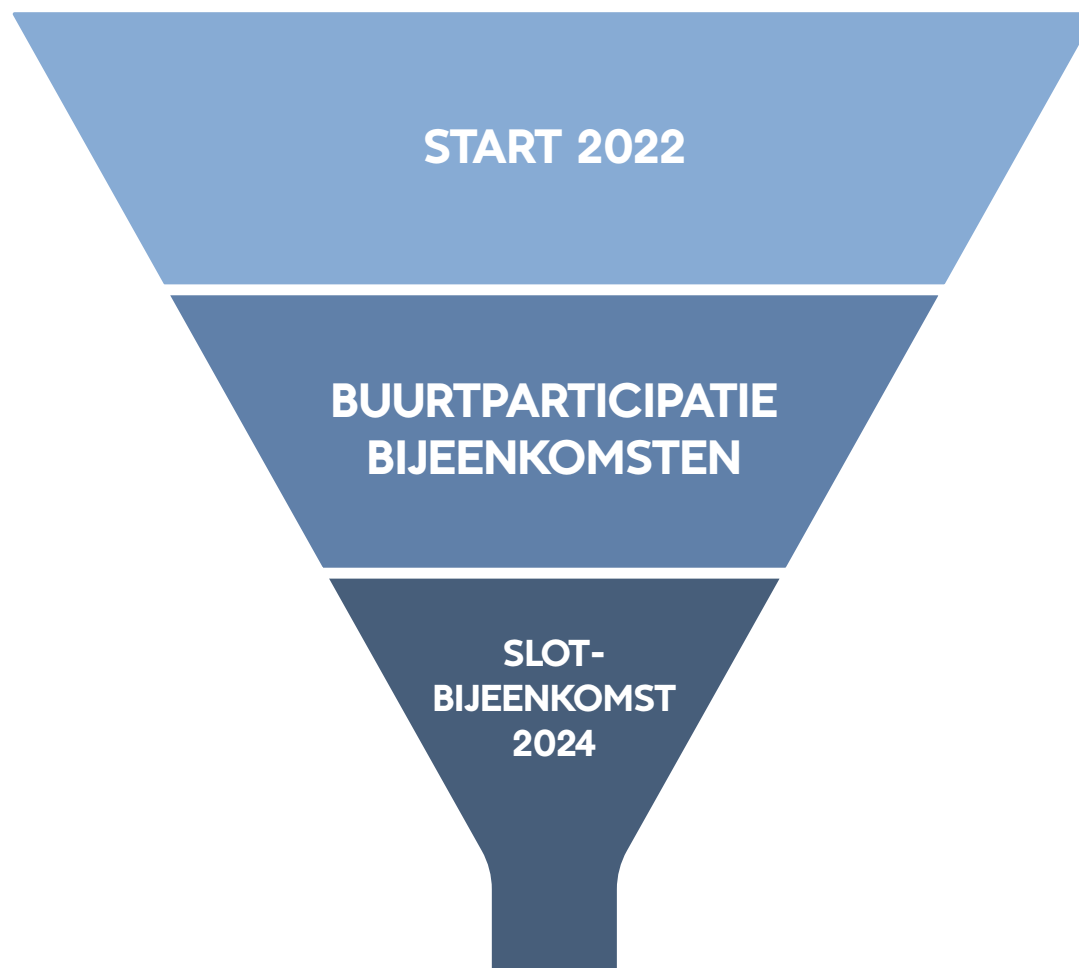 START 2022
BUURTPARTICIPATIE
BIJEENKOMSTEN
SLOT-
BIJEENKOMST
2024